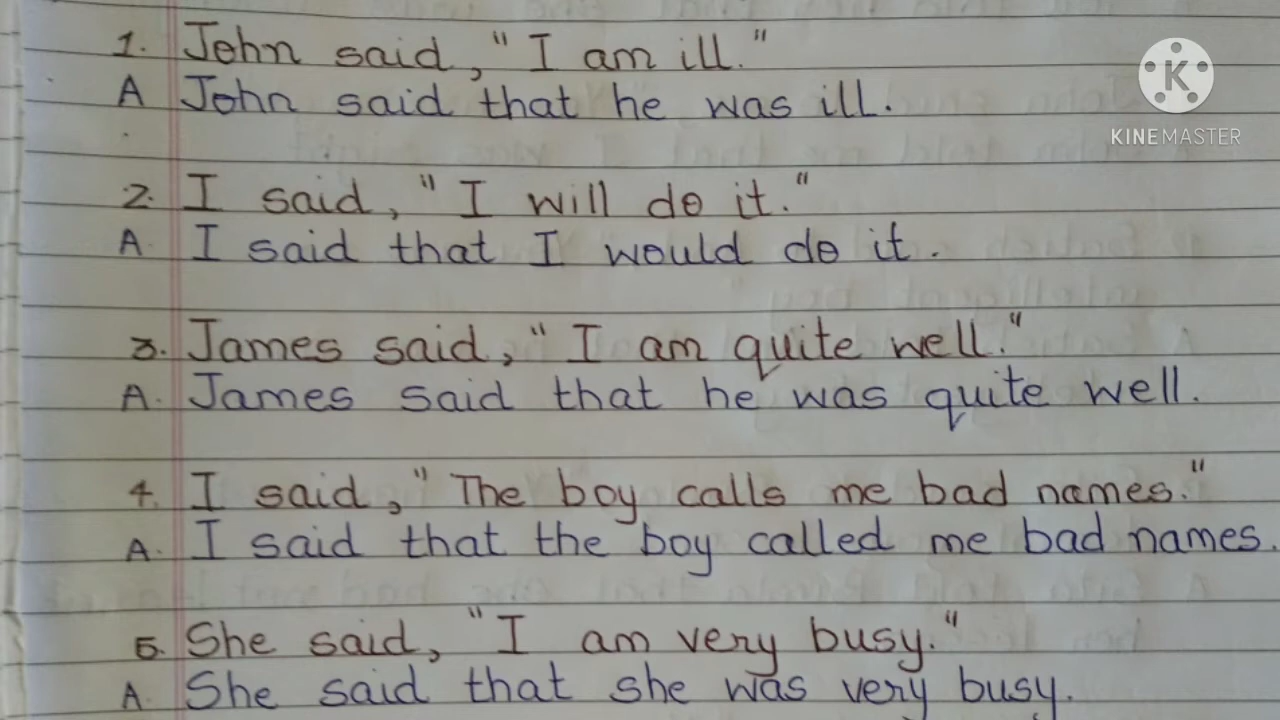 1. John said, "I am ill."
A John said that he was ill.
2. I said, "I will do it."
A. I said that I would do it.
3. James said, "I am quite well."
A. James said that he was quite well.
4. I said, "The boy calls me bad names."
A. I said that the boy called me bad names.
5. She said, "I am very busy."
A. She said that she was very busy.
K
KINEMASTER